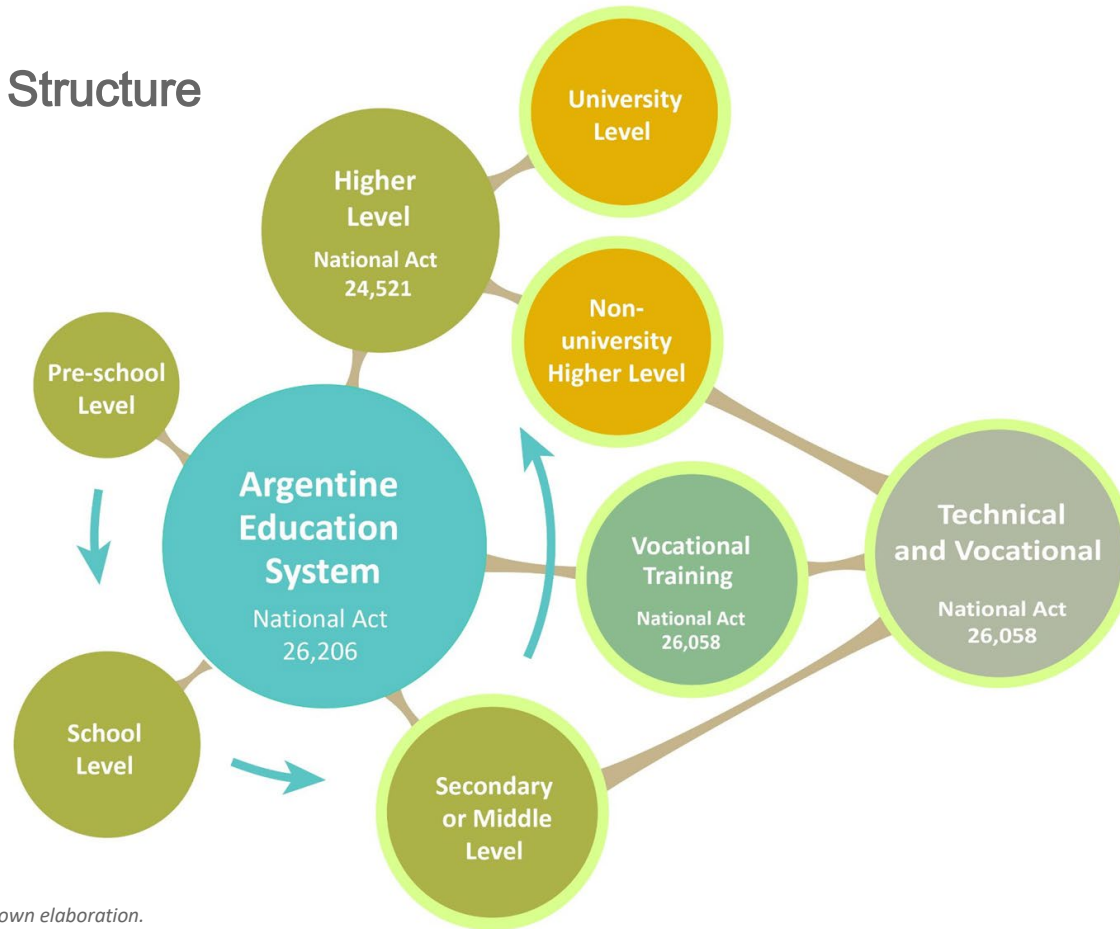 Structure
University
Level
Higher
Level
National Act
24,521
Non-
university
Higher Level
Pre-school
Level
Argentine
Education
System
National Act
26,206
Vocational
Training
National Act
26,058
Technical
and Vocational
National Act
26,058
School
Level
Secondary
or Middle
Level
own elaboration.